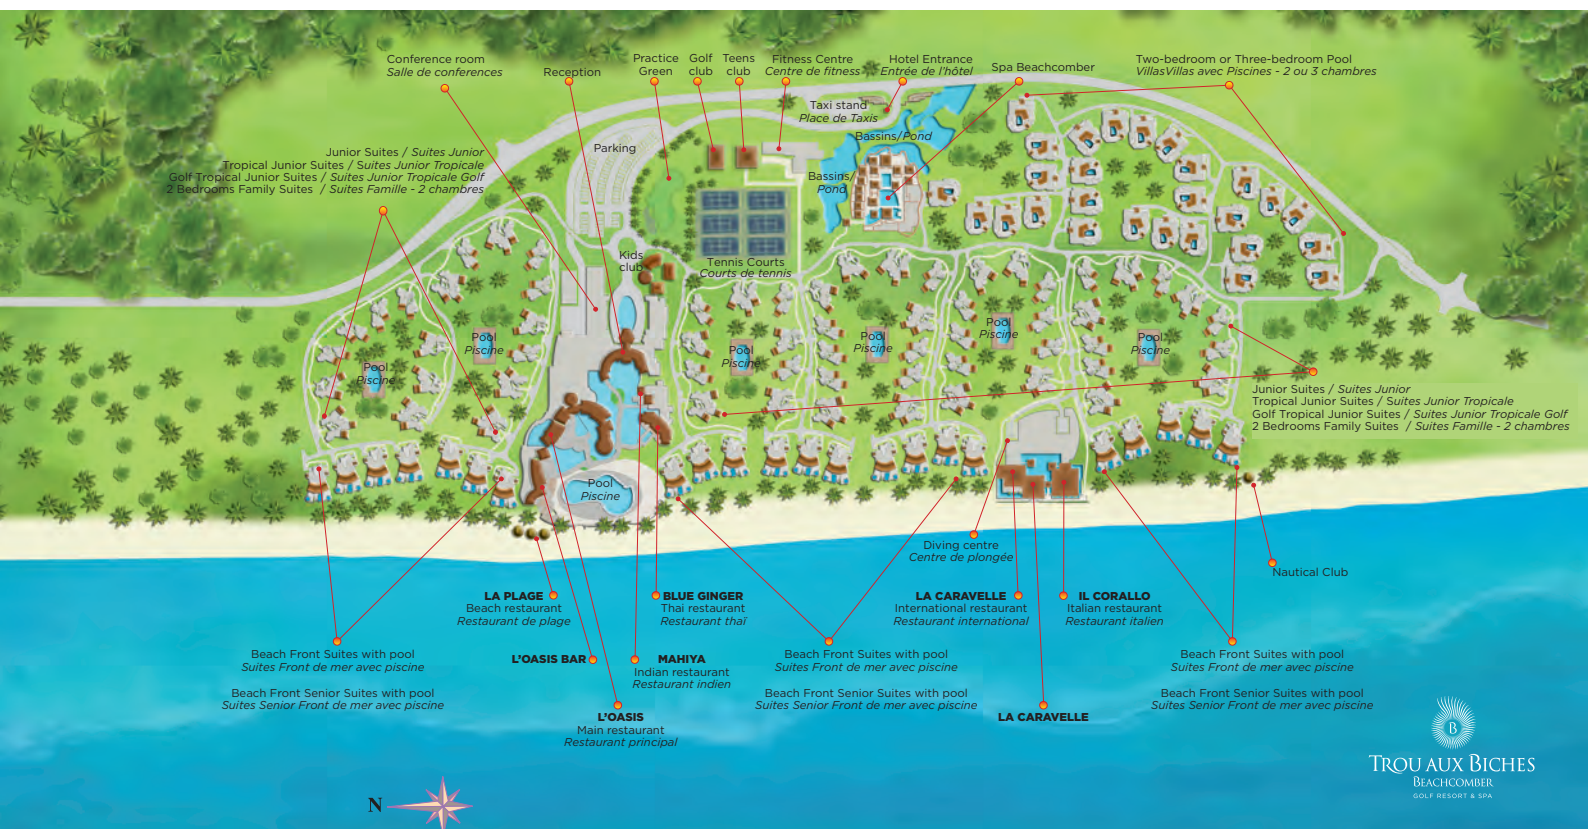 Conference room
Salle de conferences
Reception
Practice
Green
Golf
club
Teens
club
Fitness Centre
Centre de fitness
Hotel Entrance
Entrée de l'hôtel
Spa Beachcomber
Two-bedroom or Three-bedroom Pool
VillasVillas avec Piscines - 2 ou 3 chambres
Taxi stand
Place de Taxis
Bassins/Pond
Parking
Junior Suites / Suites Junior
Tropical Junior Suites / Suites Junior Tropicale
Golf Tropical Junior Suites / Suites Junior Tropicale Golf
2 Bedrooms Family Suites / Suites Famille - 2 chambres
Bassins/
Pond
Kids
club
Tennis Courts
Courts de tennis
Pool
Piscine
Pool
Piscine
Pool
Piscine
Pool
Piscine
Pool
Piscine
Pool
Piscine
Junior Suites / Suites Junior
Tropical Junior Suites / Suites Junior Tropicale
Golf Tropical Junior Suites / Suites Junior Tropicale Golf
2 Bedrooms Family Suites / Suites Famille - 2 chambres
Pool
Piscine
Diving centre
Centre de plongée
Nautical Club
LA PLAGE
Beach restaurant
Restaurant de plage
BLUE GINGER
Thai restaurant
Restaurant thaï
LA CARAVELLE
International restaurant
Restaurant international
IL CORALLO
Italian restaurant
Restaurant italien
Beach Front Suites with pool
Suites Front de mer avec piscine
Beach Front Senior Suites with pool
Suites Senior Front de mer avec piscine
L'OASIS BAR
MAHIYA
Indian restaurant
Restaurant indien
Beach Front Suites with pool
Suites Front de mer avec piscine
Beach Front Senior Suites with pool
Suites Senior Front de mer avec piscine
Beach Front Suites with pool
Suites Front de mer avec piscine
Beach Front Senior Suites with pool
Suites Senior Front de mer avec piscine
L'OASIS
Main restaurant
Restaurant principal
LA CARAVELLE
B
TROU AUX BICHES
BEACHCOMBER
GOLF RESORT & SPA
N